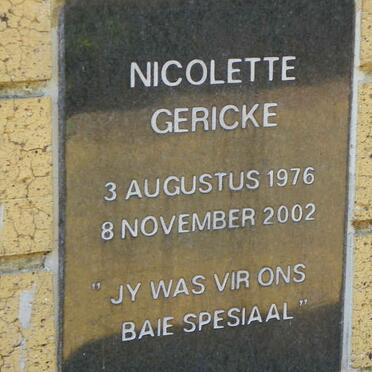 NICOLETTE
GERICKE
3 AUGUSTUS 1976
8 NOVEMBER 2002
"JY WAS VIR ONS
BAIE SPESIAAL"